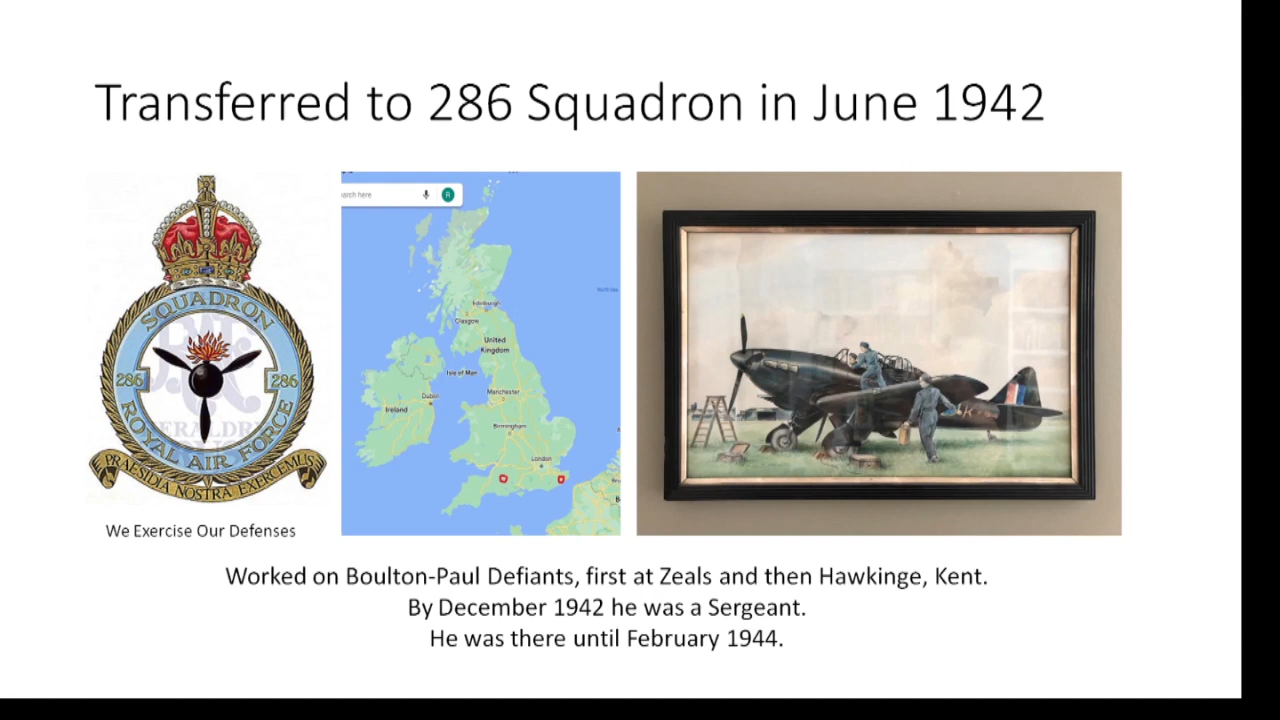 Transferred to 286 Squadron in June 1942
SQUADRON
286 286
ROYAL AIR FORCE
PRAESIDIA NOSTRA EXERCEMUS
We Exercise Our Defenses
earch here
R
Edinburgh
Glasgow
United
Kingdom
Isle of Man
Dublin
Manchester
Ireland
Birmingham
London
Worked on Boulton-Paul Defiants, first at Zeals and then Hawkinge, Kent.
By December 1942 he was a Sergeant.
He was there until February 1944.